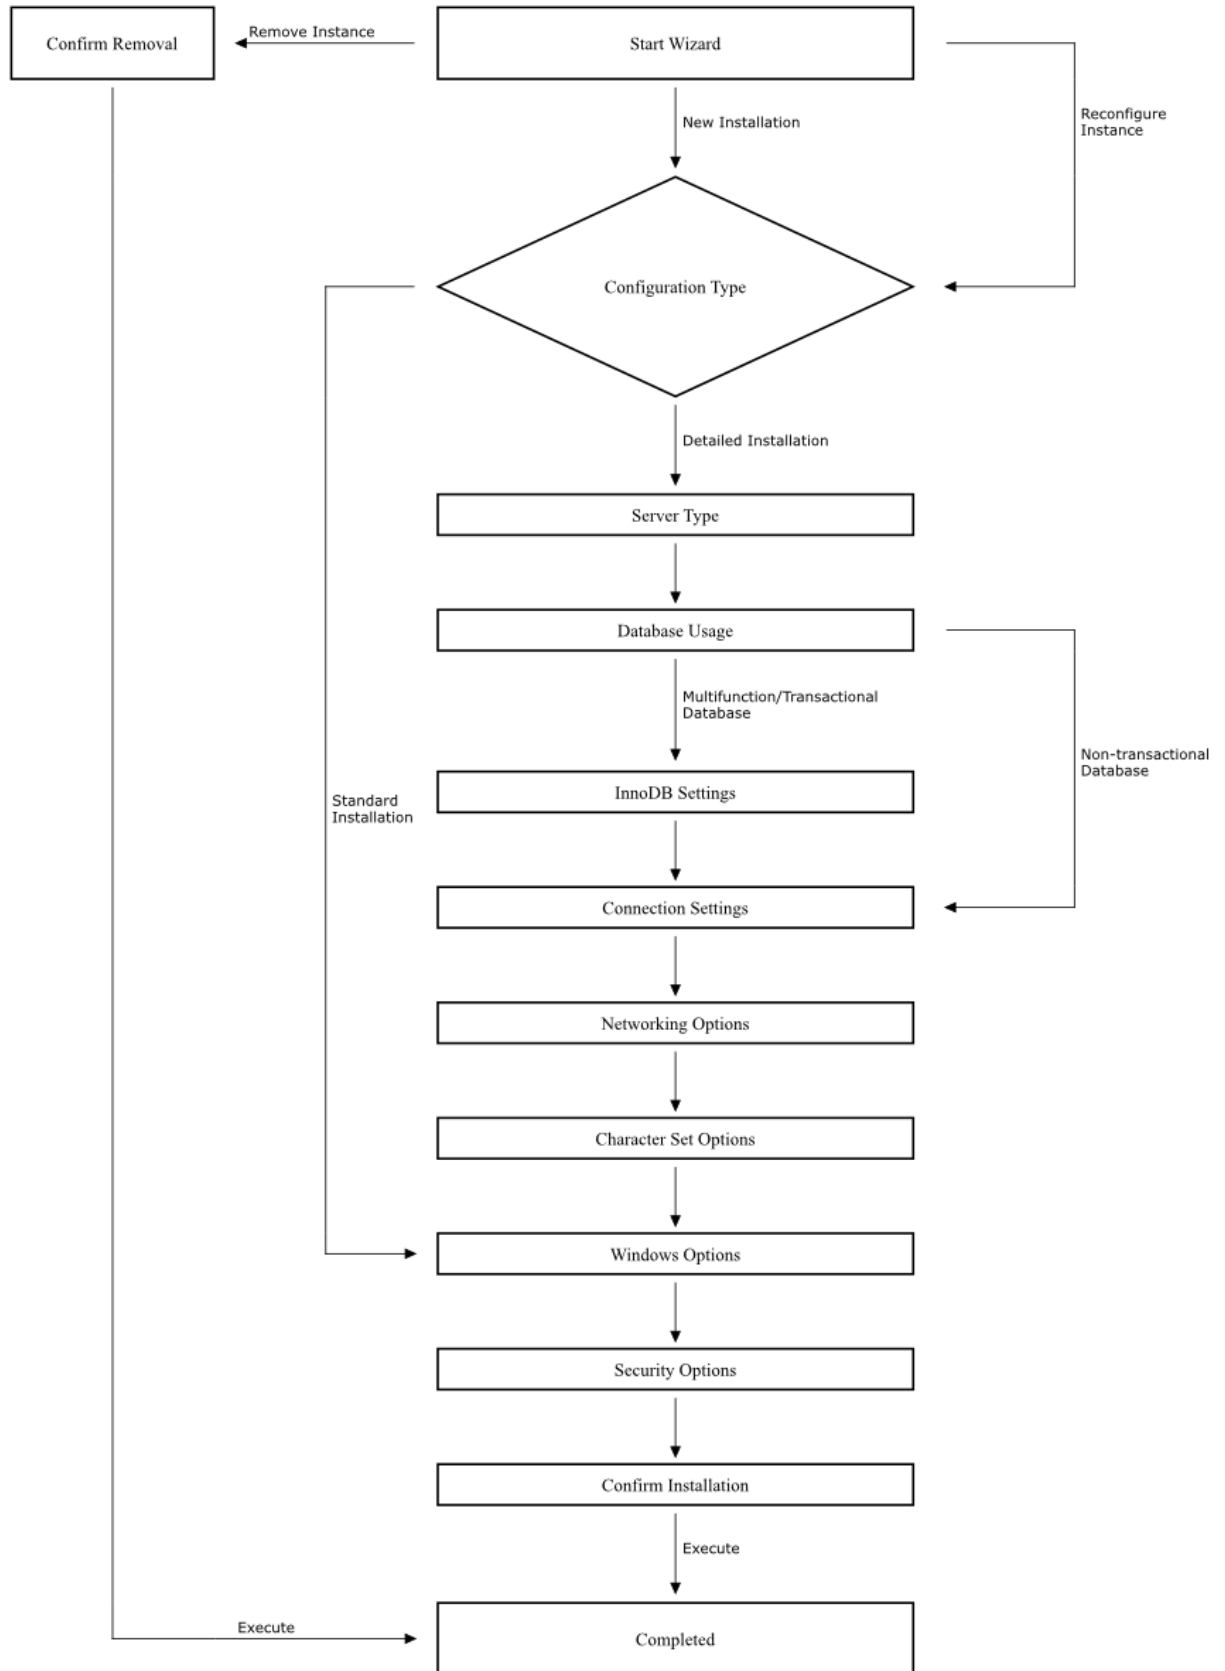 Confirm Removal
Remove Instance
Start Wizard
New Installation
Reconfigure
Instance
Configuration Type
Detailed Installation
Server Type
Database Usage
Multifunction/Transactional
Database
Non-transactional
Database
InnoDB Settings
Standard
Installation
Connection Settings
Networking Options
Character Set Options
Windows Options
Security Options
Confirm Installation
Execute
Execute
Completed